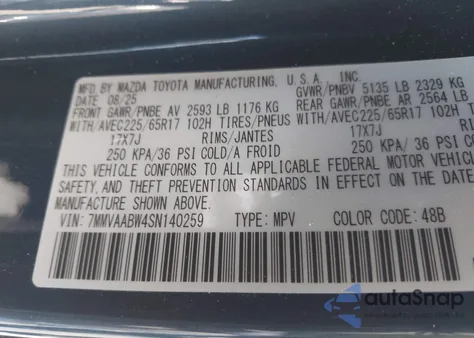 MFD BY MAZDA TOYOTA MANUFACTURING, U.S.A. INC.
DATE 08/25 GVWR/PNBV 5135 LB 2329 KG
FRONT GAWR/PNBE AV 2593 LB 1176 KG REAR GAWR/PNBE AR 2564 LB
WITH/AVEC225/65R17 102H TIRES/PNEUS WITH/AVEC225/65R17 102H
17X7J RIMS/JANTES 17X7J
250 KPA/36 PSI COLD/A FROID 250 KPA/36 PSI
THIS VEHICLE CONFORMS TO ALL APPLICABLE FEDERAL MOTOR VEHICLE
SAFETY, AND THEFT PREVENTION STANDARDS IN EFFECT ON THE DATE
MANUFACTURE SHOWN ABOVE.
VIN: 7MMVAABW4SN140259 TYPE: MPV COLOR CODE: 48B
autoSnap